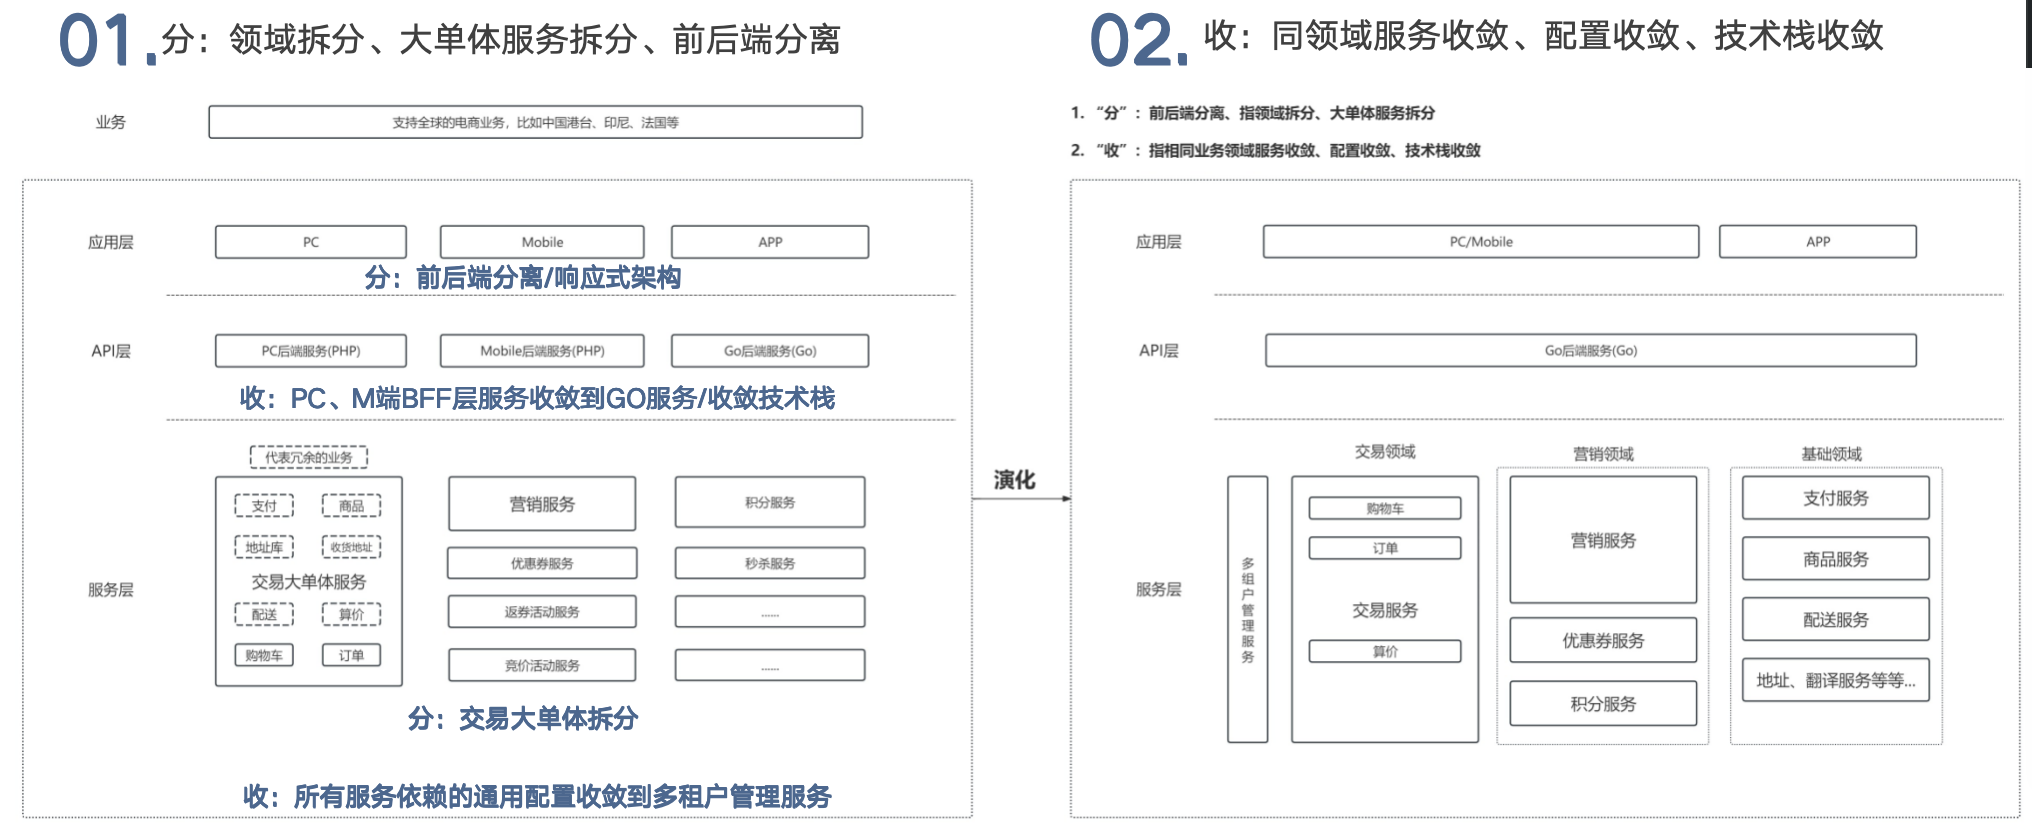 01.分：领域拆分、大单体服务拆分、前后端分离
业务
支持全球的电商业务，比如中国港台、印尼、法国等
应用层
PC
Mobile
APP
分：前后端分离/响应式架构
API层
PC后端服务(PHP)
Mobile后端服务(PHP)
Go后端服务(Go)
收：PC、M端BFF层服务收敛到GO服务/收敛技术栈
服务层
代表冗余的业务
支付
商品
地址库
收货地址
交易大单体服务
配送
算价
购物车
订单
营销服务
积分服务
优惠券服务
秒杀服务
返券活动服务
......
竞价活动服务
......
分：交易大单体拆分
收：所有服务依赖的通用配置收敛到多租户管理服务
演化
02.收：同领域服务收敛、配置收敛、技术栈收敛
1. “分”：前后端分离、指领域拆分、大单体服务拆分
2. “收”：指相同业务领域服务收敛、配置收敛、技术栈收敛
应用层
PC/Mobile
APP
API层
Go后端服务(Go)
服务层
多组户管理服务
交易领域
购物车
订单
交易服务
算价
营销领域
营销服务
优惠券服务
积分服务
基础领域
支付服务
商品服务
配送服务
地址、翻译服务等等...